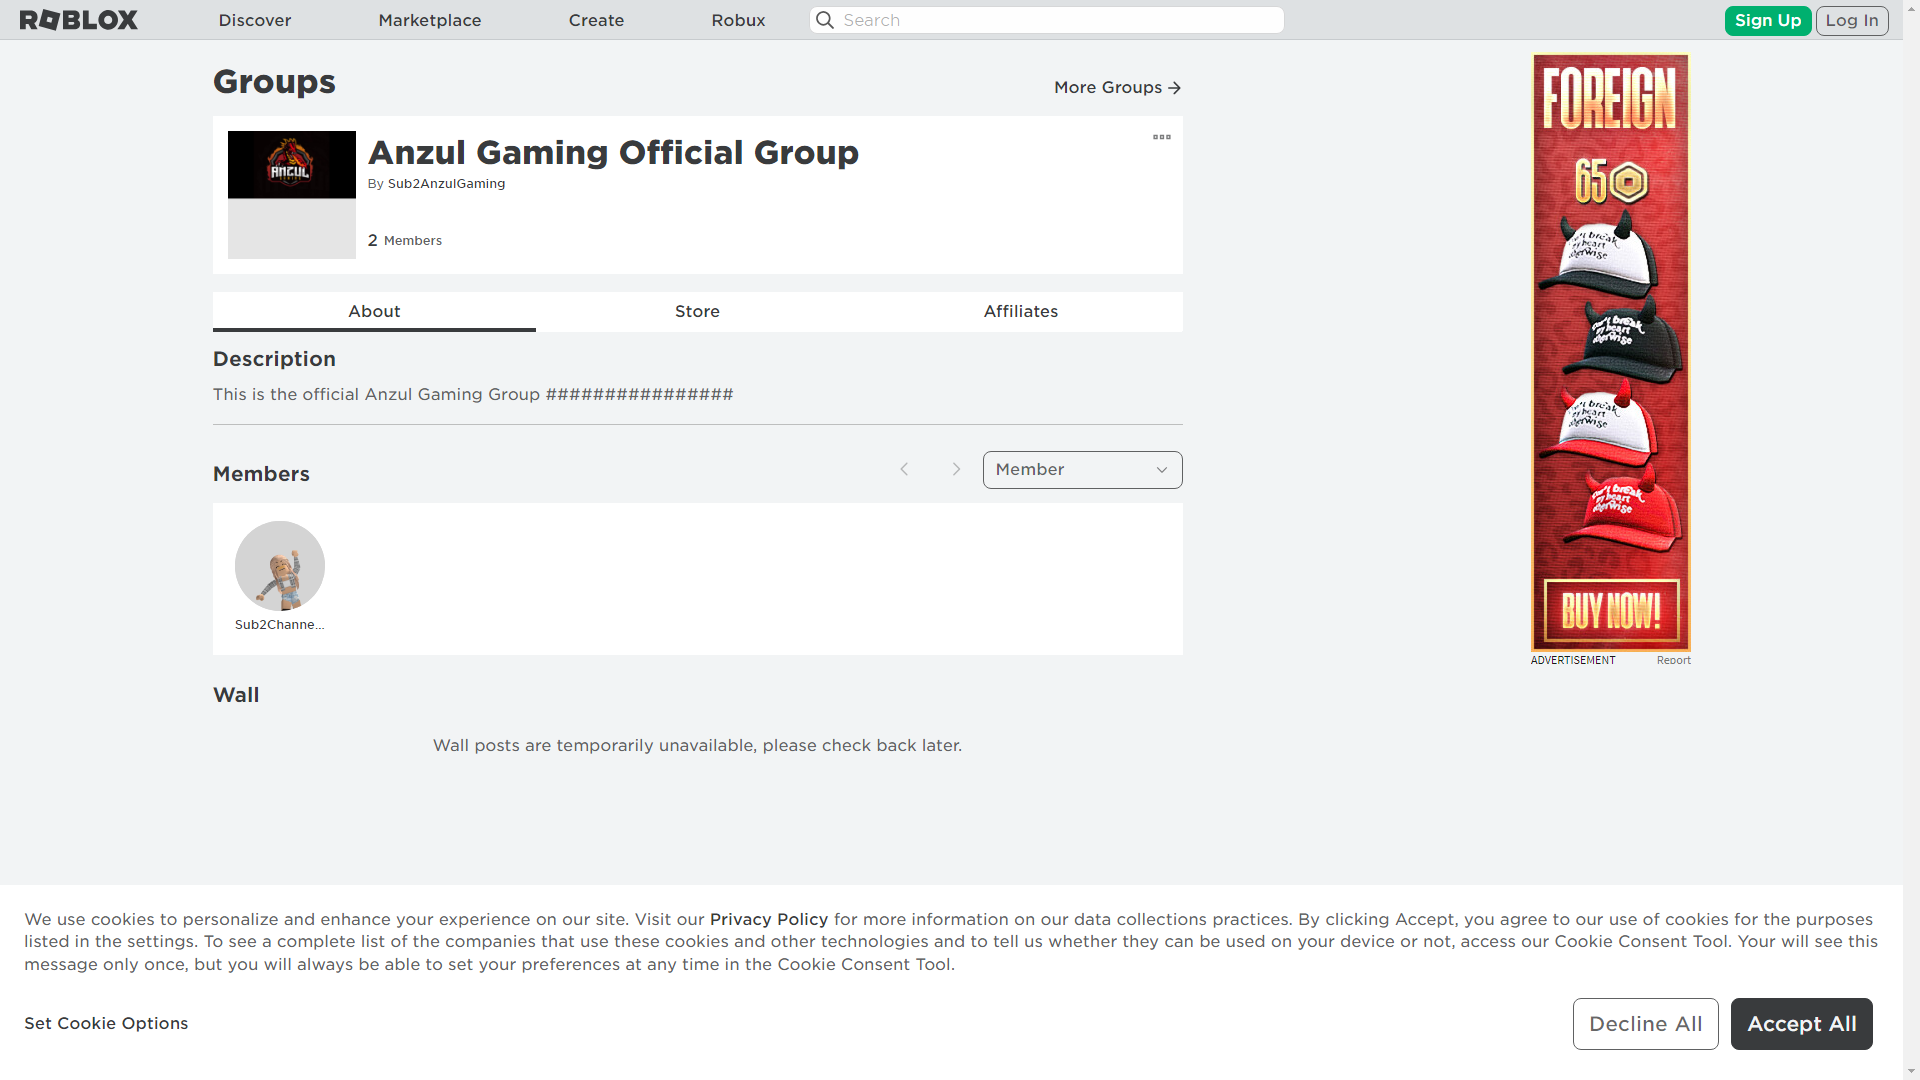 ROBLOX
Discover
Marketplace
Create
Robux
Search
Sign Up
Log In
Groups
More Groups
ANZUL
Anzul Gaming Official Group
By Sub2AnzulGaming
2 Members
About
Store
Affiliates
Description
This is the official Anzul Gaming Group ################
Members
Member
Sub2Channe...
Wall
Wall posts are temporarily unavailable, please check back later.
FOREIGN
65
BUY NOW!
ADVERTISEMENT
Report
We use cookies to personalize and enhance your experience on our site. Visit our Privacy Policy for more information on our data collections practices. By clicking Accept, you agree to our use of cookies for the purposes
listed in the settings. To see a complete list of the companies that use these cookies and other technologies and to tell us whether they can be used on your device or not, access our Cookie Consent Tool. Your will see this
message only once, but you will always be able to set your preferences at any time in the Cookie Consent Tool.
Set Cookie Options
Decline All
Accept All